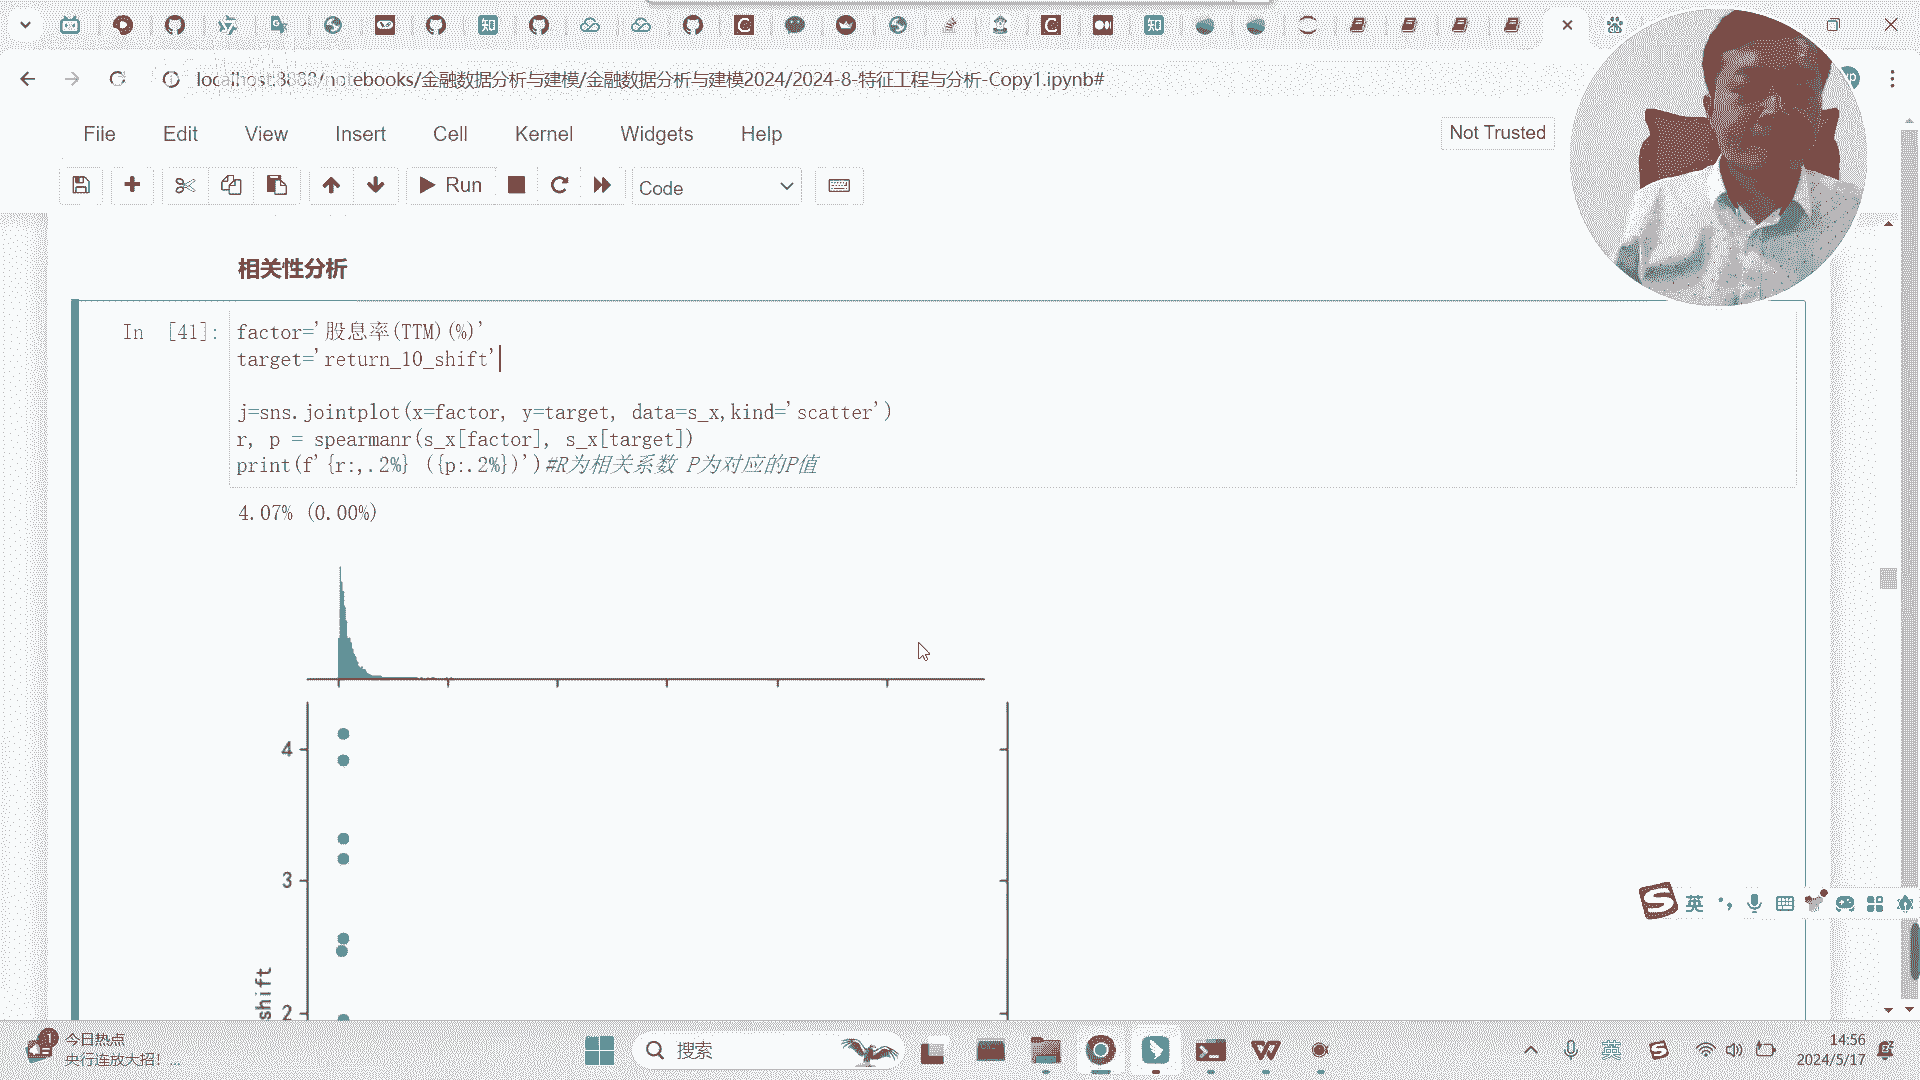 localhost:8888/notebooks/金融数据分析与建模/金融数据分析与建模2024/2024-8-特征工程与分析-Copy1.ipynb#
File Edit View Insert Cell Kernel Widgets Help
Not Trusted
Run
Code
相关性分析
In [41]:
factor='股息率(TTM)(%)'
target='return_10_shift'
j=sns.jointplot(x=factor, y=target, data=s_x,kind='scatter')
r, p = spearmanr(s_x[factor], s_x[target])
print(f'{r:,.2%} ({p:.2%})')#R为相关系数 P为对应的P值
4.07% (0.00%)
4
3
2
shift
英
今日热点
央行连放大招! ...
搜索
英
14:56
2024/5/17